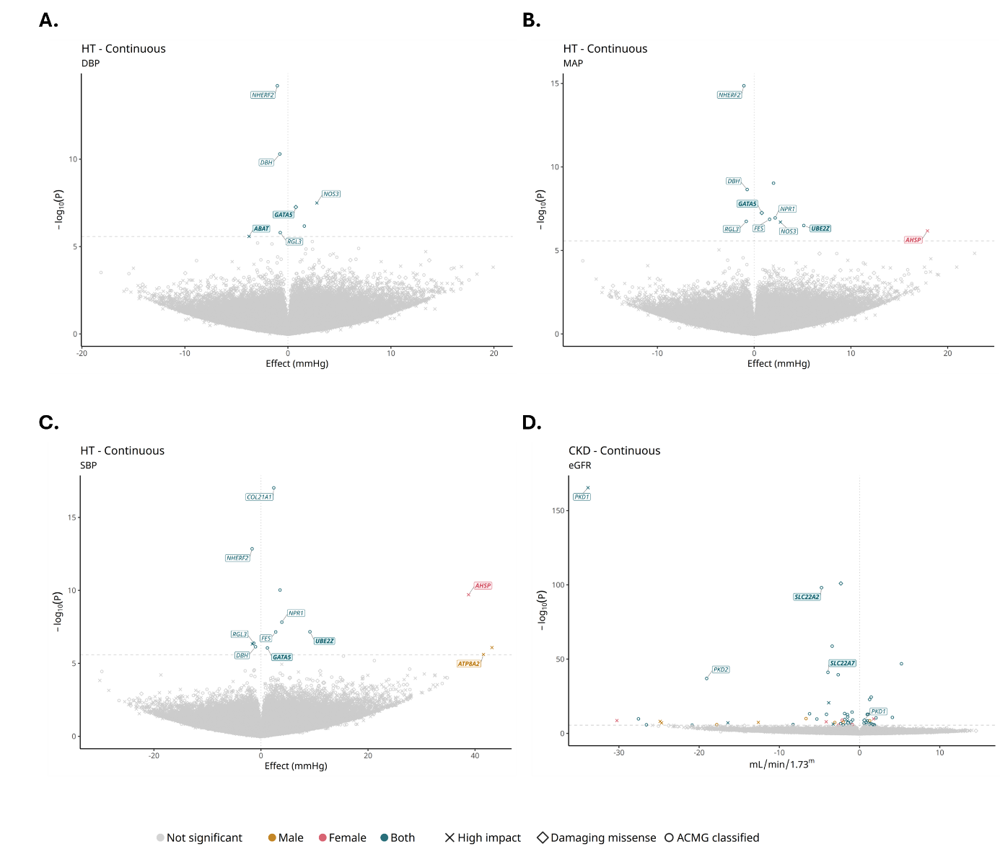 A.
HT - Continuous
DBP
NHERF2
DBH
NOS3
GATA5
ABAT
RGL3
10
5
0
-20
-10
0
10
20
− log10(P)
Effect (mmHg)
B.
HT - Continuous
MAP
NHERF2
DBH
GATA5
NPR1
RGL3
FES
NOS3
UBE2Z
AHSP
15
10
5
0
-10
0
10
20
− log10(P)
Effect (mmHg)
C.
HT - Continuous
SBP
COL21A1
NHERF2
AHSP
NPR1
RGL3
FES
UBE2Z
DBH
GATA5
ATP8A2
15
10
5
0
-20
0
20
40
− log10(P)
Effect (mmHg)
D.
CKD - Continuous
eGFR
PKD1
SLC22A2
SLC22A7
PKD2
PKD1
150
100
50
0
-30
-20
-10
0
10
− log10(P)
mL/min/1.73m
Not significant Male Female Both High impact Damaging missense ACMG classified